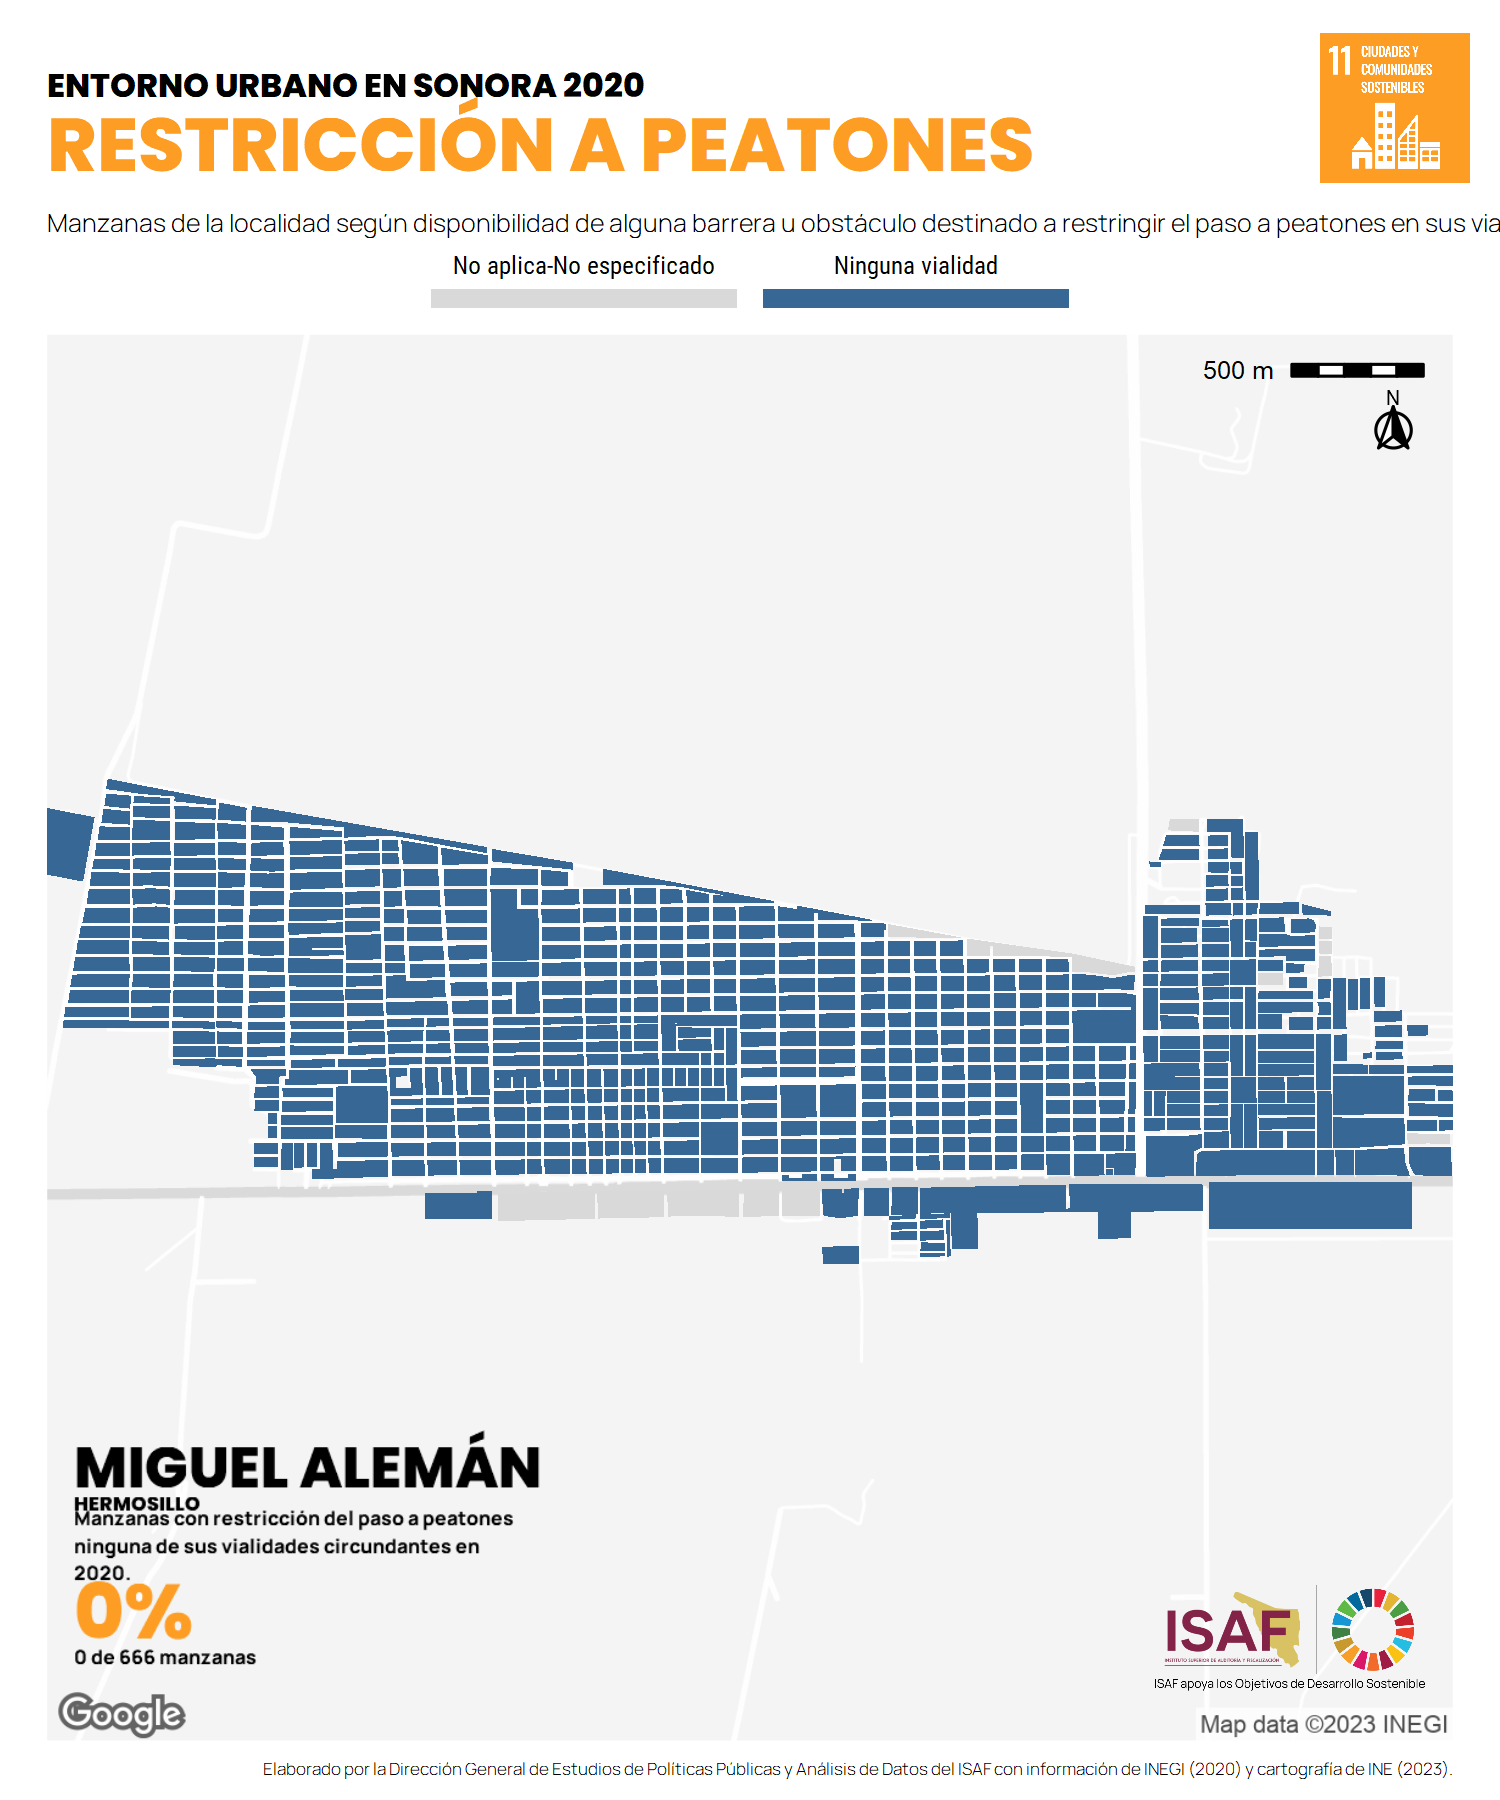 ENTORNO URBANO EN SONORA 2020
RESTRICCIÓN A PEATONES
11 CIUDADES Y
COMUNIDADES
SOSTENIBLES
Manzanas de la localidad según disponibilidad de alguna barrera u obstáculo destinado a restringir el paso a peatones en sus via
No aplica-No especificado
Ninguna vialidad
500 m
N
MIGUEL ALEMÁN
HERMOSILLO
Manzanas con restricción del paso a peatones
ninguna de sus vialidades circundantes en
2020.
0%
0 de 666 manzanas
Google
ISAF
INSTITUTO SUPERIOR DE AUDITORÍA Y FISCALIZACIÓN
ISAF apoya los Objetivos de Desarrollo Sostenible
Map data ©2023 INEGI
Elaborado por la Dirección General de Estudios de Políticas Públicas y Análisis de Datos del ISAF con información de INEGI (2020) y cartografía de INE (2023).